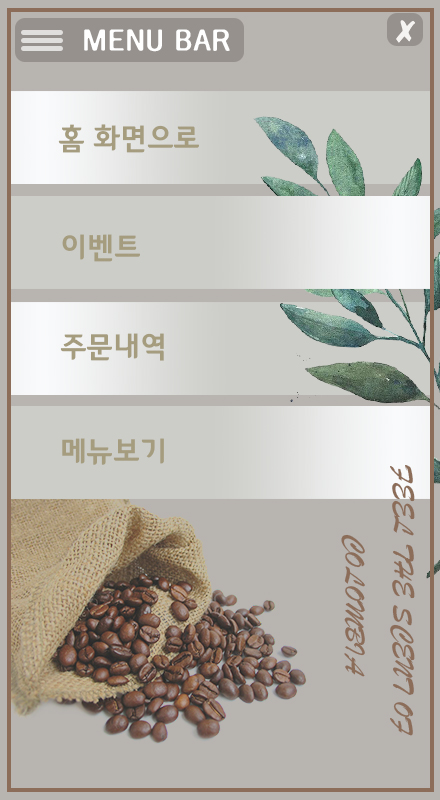 MENU BAR
X
홈 화면으로
이벤트
주문내역
메뉴보기
FEEL THE SCENT OF
COLOMBIA